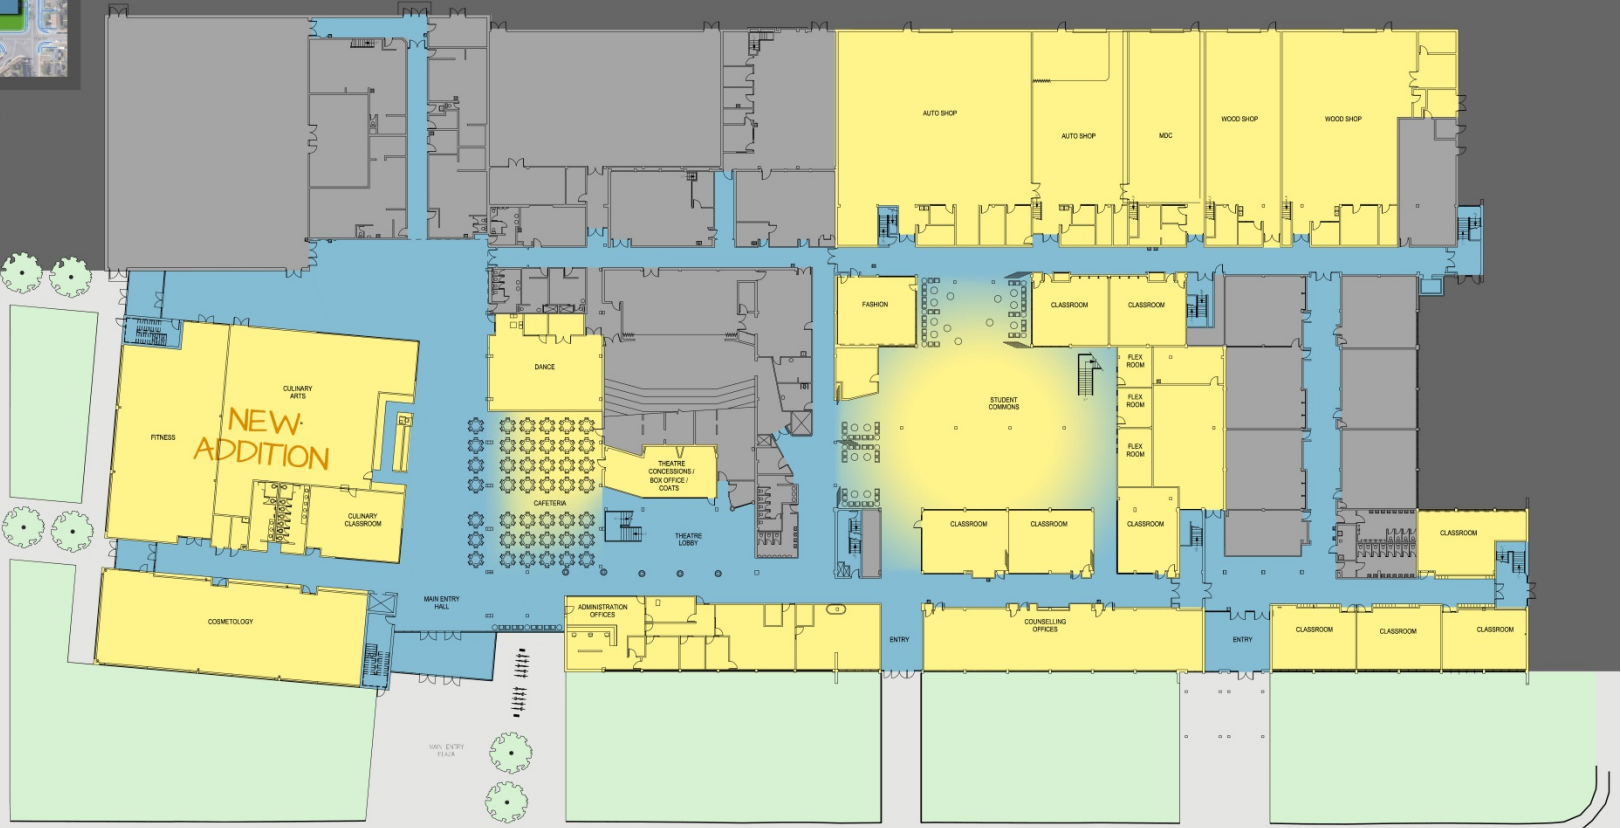 AUTO SHOP
AUTO SHOP
MDC
WOOD SHOP
WOOD SHOP
FASHION
CLASSROOM
CLASSROOM
DANCE
FLEX
ROOM
FLEX
ROOM
FLEX
ROOM
STUDENT
COMMONS
CULINARY
ARTS
NEW
ADDITION
FITNESS
THEATRE
CONCESSIONS /
BOX OFFICE /
COATS
CAFETERIA
CULINARY
CLASSROOM
THEATRE
LOBBY
CLASSROOM
CLASSROOM
CLASSROOM
CLASSROOM
MAIN ENTRY
HALL
ADMINISTRATION
OFFICES
COSMETOLOGY
ENTRY
COUNSELLING
OFFICES
ENTRY
CLASSROOM
CLASSROOM
CLASSROOM
MAIN ENTRY
PLAZA